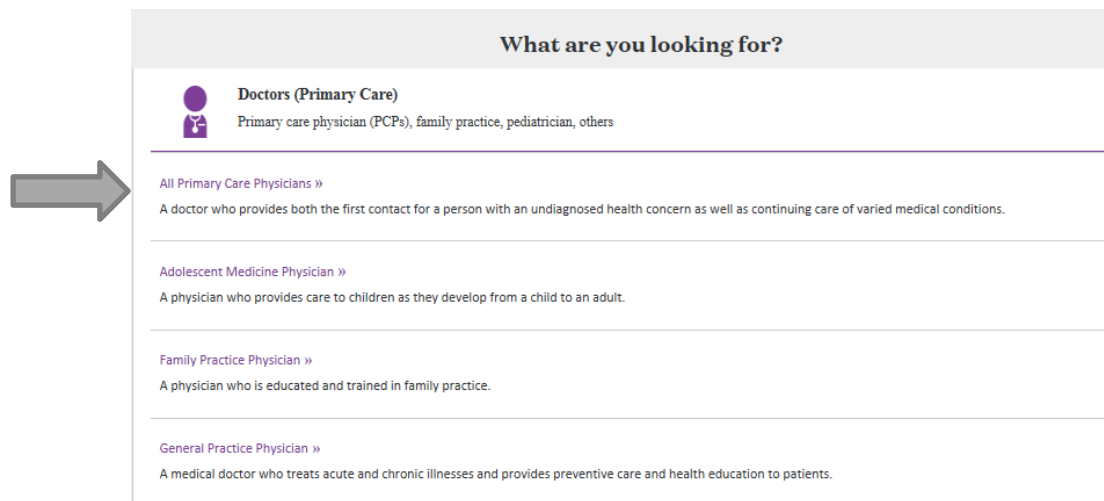 What are you looking for?
Doctors (Primary Care)
Primary care physician (PCPs), family practice, pediatrician, others
All Primary Care Physicians »
A doctor who provides both the first contact for a person with an undiagnosed health concern as well as continuing care of varied medical conditions.
Adolescent Medicine Physician »
A physician who provides care to children as they develop from a child to an adult.
Family Practice Physician »
A physician who is educated and trained in family practice.
General Practice Physician »
A medical doctor who treats acute and chronic illnesses and provides preventive care and health education to patients.